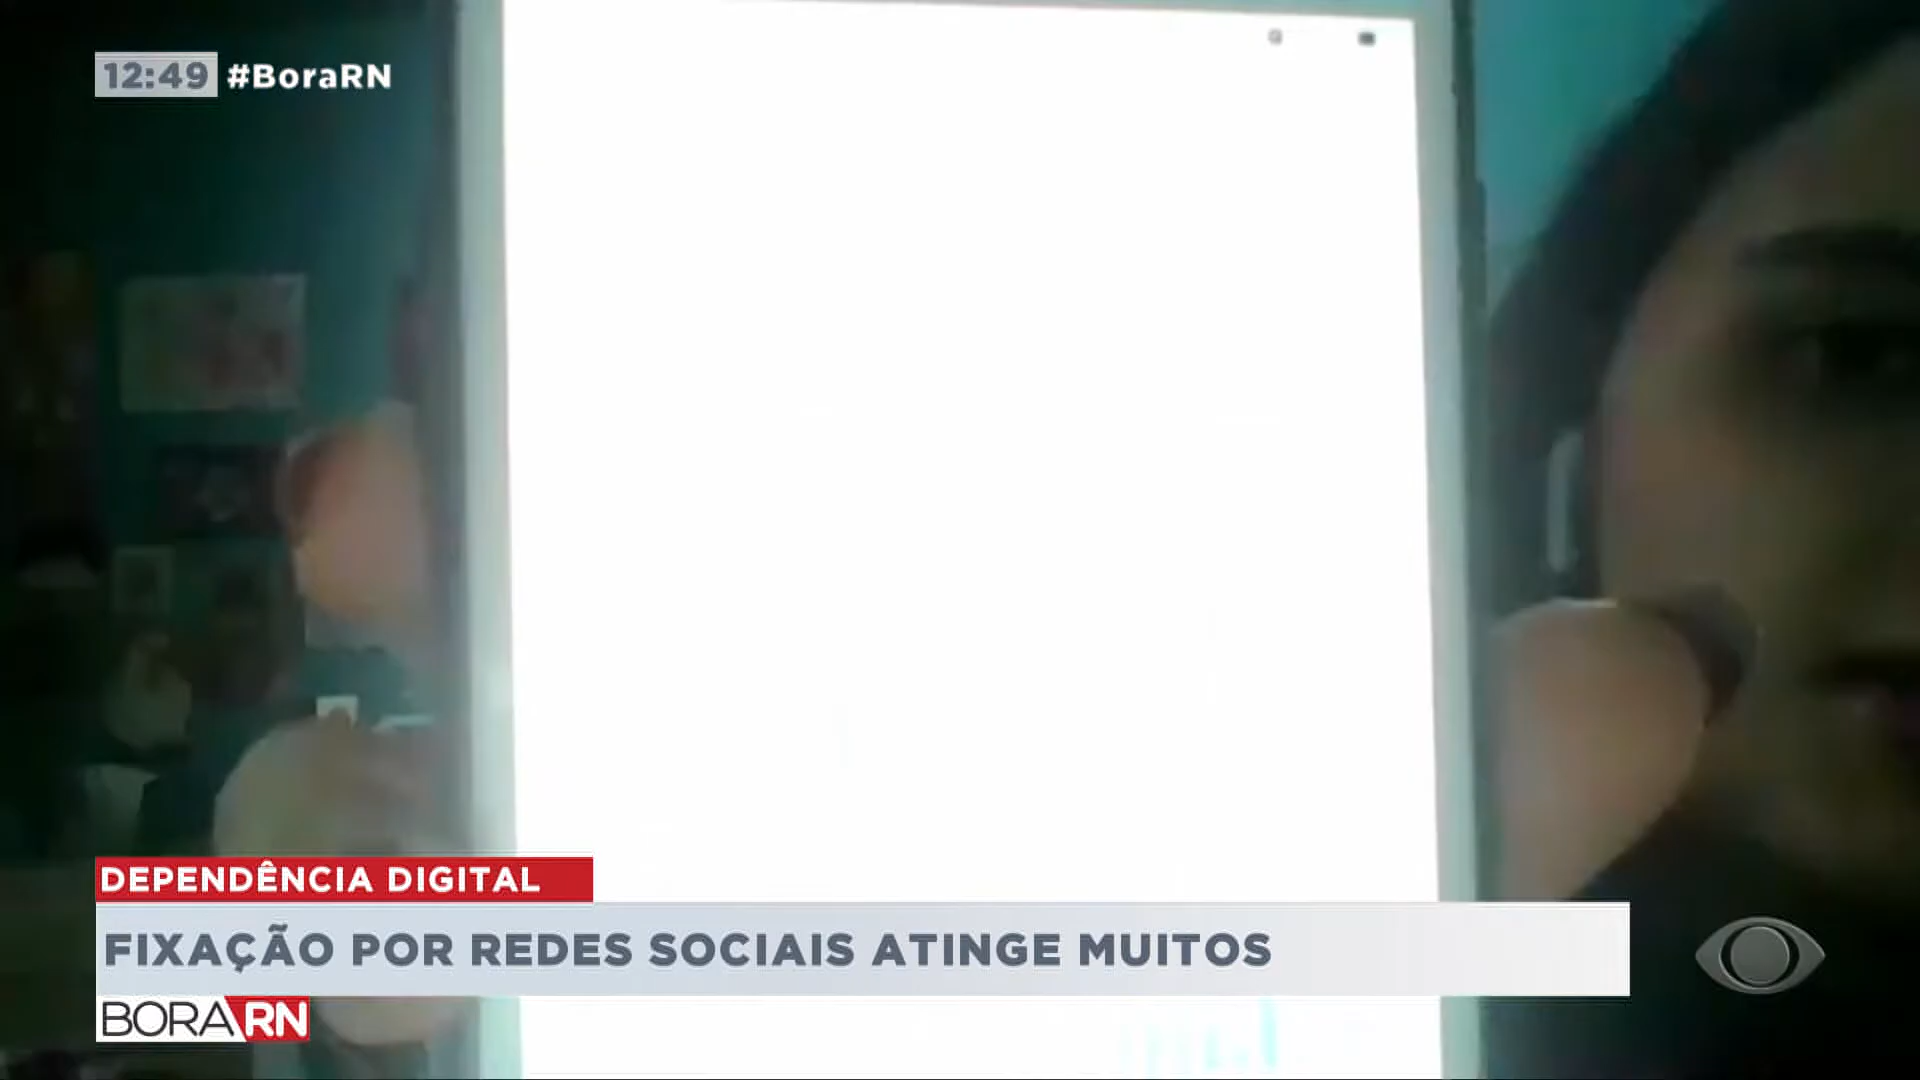 12:49 #BoraRN
DEPENDÊNCIA DIGITAL
FIXAÇÃO POR REDES SOCIAIS ATINGE MUITOS
BORA RN